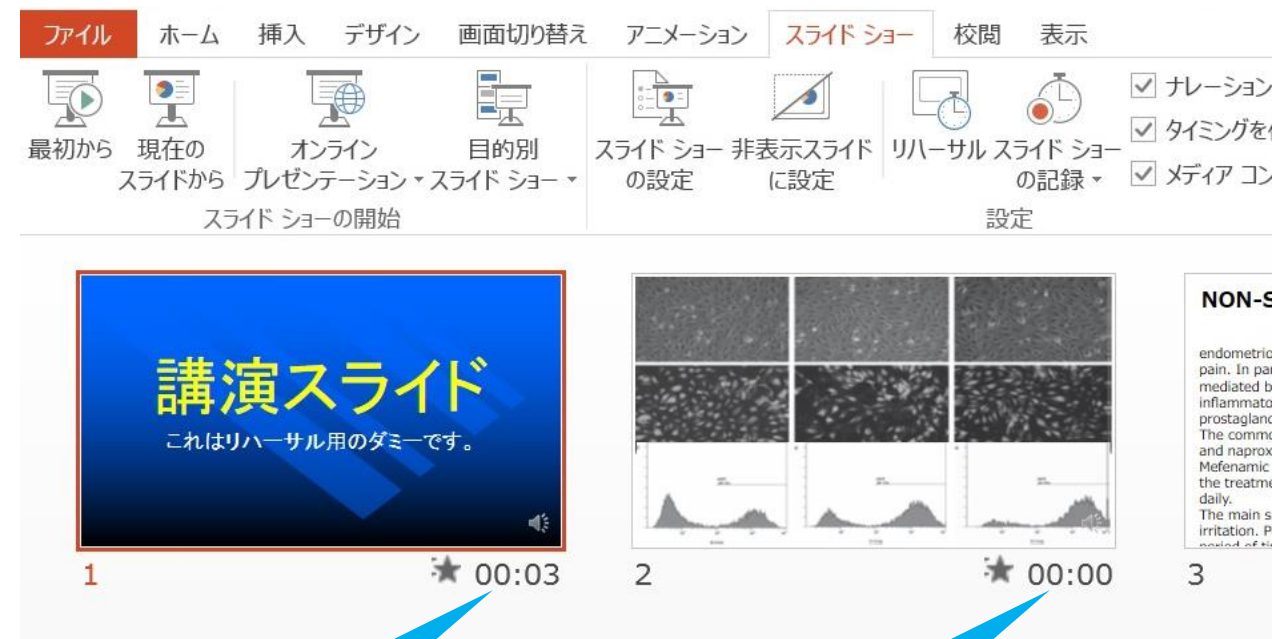 ファイル ホーム 挿入 デザイン 画面切り替え アニメーション スライド ショー 校閲 表示
最初から 現在の オンライン 目的別 スライド ショー 非表示スライド リハーサル スライド ショー
スライドから プレゼンテーション スライド ショー の設定 に設定 の記録
ナレーション
タイミングを
メディア コン
スライド ショーの開始 設定
講演スライド
これはリハーサル用のダミーです。
1 00:03
2 00:00
NON-S
endometrio
pain. In par
mediated b
inflammato
prostagland
The commo
and naprox
Mefenamic
the treatme
daily.
The main s
irritation. P
3